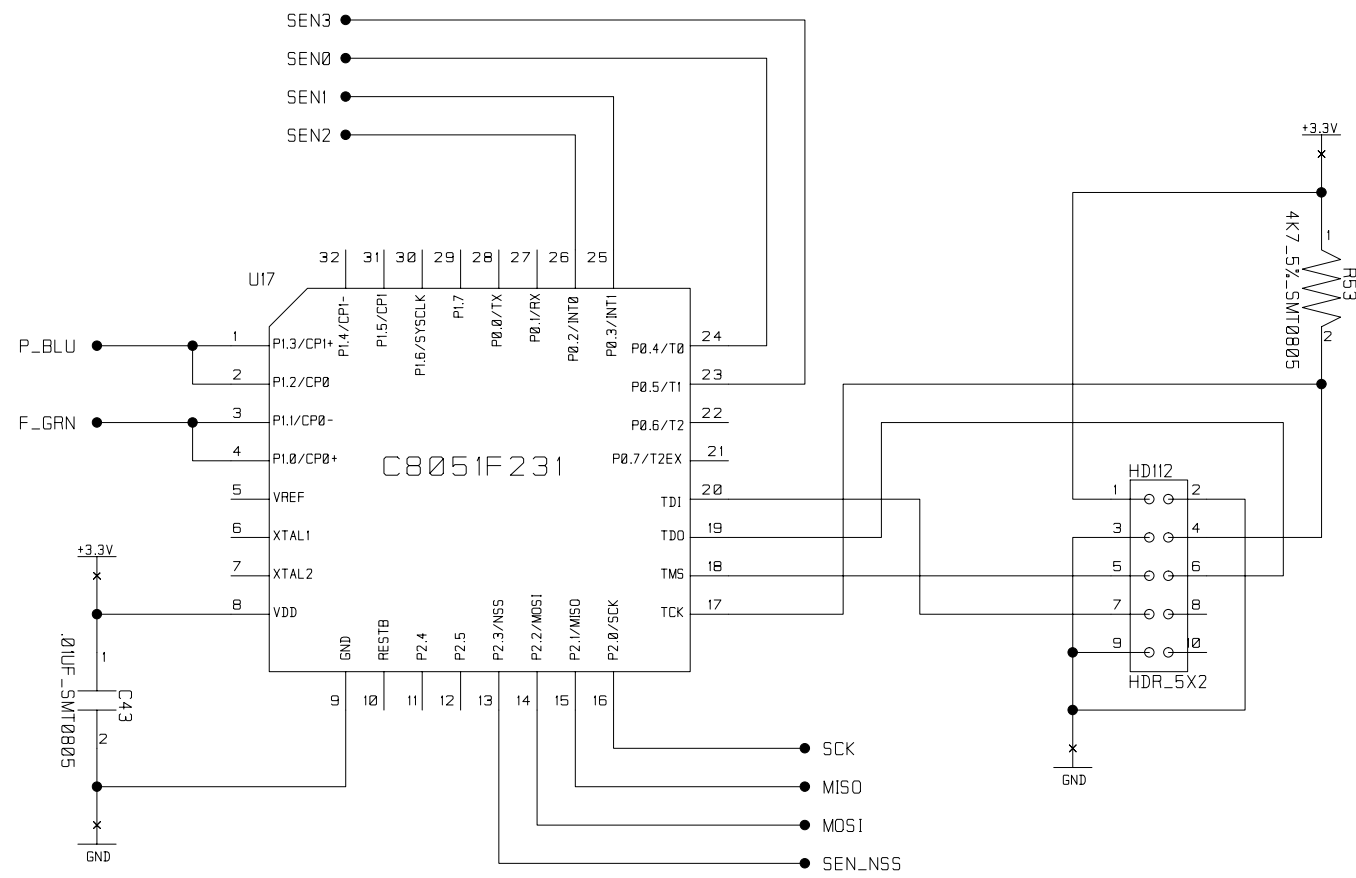 SEN3
SEN0
SEN1
SEN2
+3.3V
1
4K7_5%_SMT0805
R53
2
U17
32
31
30
29
28
27
26
25
P1.4/CP1-
P1.5/CP1
P1.6/SYSCLK
P1.7
P0.0/TX
P0.1/RX
P0.2/INT0
P0.3/INT1
P_BLU
1
P1.3/CP1+
2
P1.2/CP0
F_GRN
3
P1.1/CP0-
4
P1.0/CP0+
5
VREF
6
XTAL1
7
XTAL2
8
VDD
C8051F231
P0.4/T0
24
P0.5/T1
23
P0.6/T2
22
P0.7/T2EX
21
TDI
20
TDO
19
TMS
18
TCK
17
GND
RESTB
P2.4
P2.5
P2.3/NSS
P2.2/MOSI
P2.1/MISO
P2.0/SCK
9
10
11
12
13
14
15
16
+3.3V
1
.01UF_SMT0805
C43
2
GND
HD112
1
2
3
4
5
6
7
8
9
10
HDR_5X2
GND
SCK
MISO
MOSI
SEN_NSS